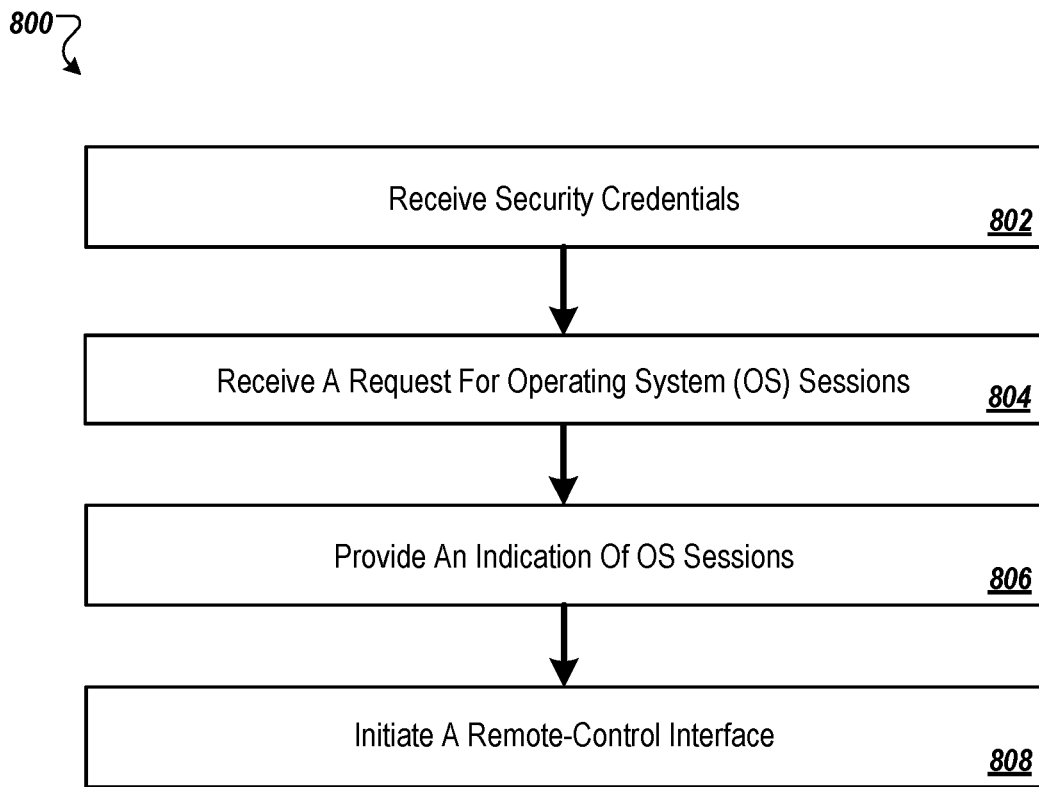 800
Receive Security Credentials
802
Receive A Request For Operating System (OS) Sessions
804
Provide An Indication Of OS Sessions
806
Initiate A Remote-Control Interface
808